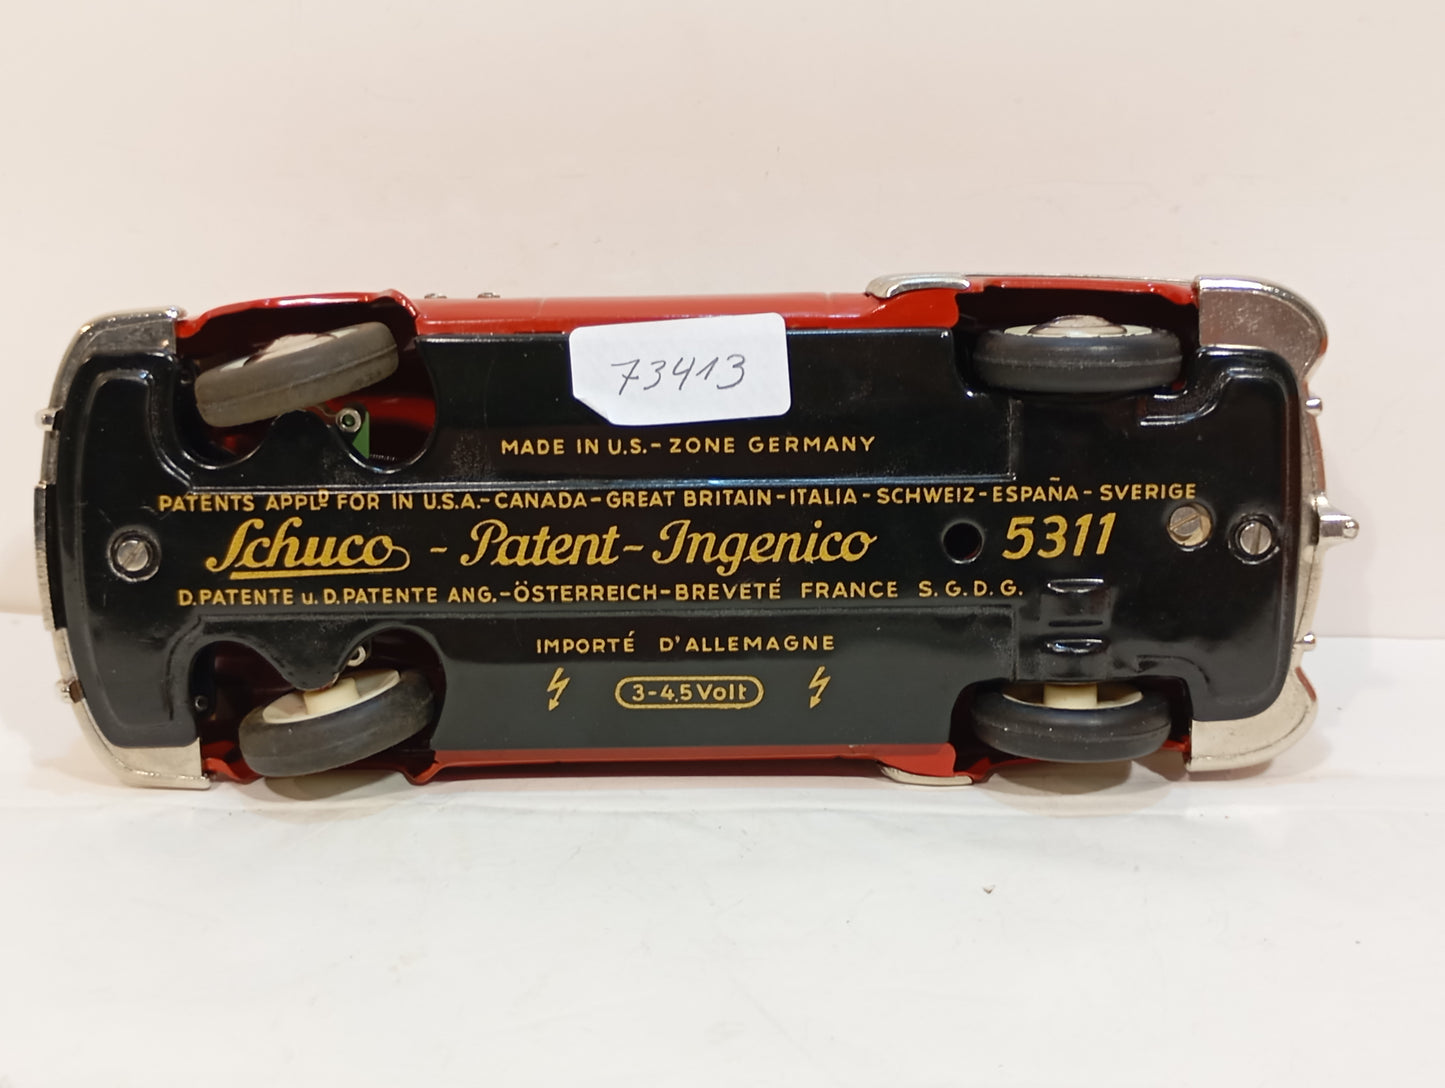 73413
MADE IN U.S.-ZONE GERMANY
PATENTS APPLD FOR IN U.S.A.-CANADA-GREAT BRITAIN-ITALIA-SCHWEIZ-ESPAÑA-SVERIGE
Schuco - Patent-Ingenico 5311
D.PATENTE u. D.PATENTE ANG.-ÖSTERREICH-BREVETÉ FRANCE S.G.D.G.
IMPORTÉ D'ALLEMAGNE
3-4,5 Volt